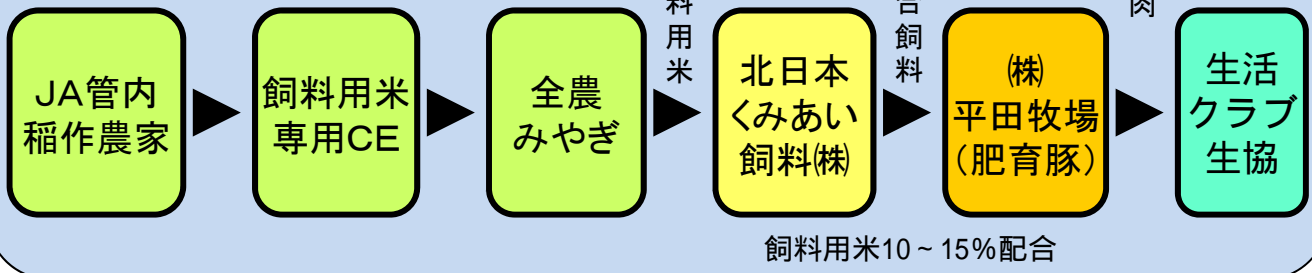 JA管内
稲作農家
飼料用米
専用CE
全農
みやぎ
料用米
北日本
くみあい
飼料㈱
合飼料
㈱
平田牧場
(肥育豚)
肉
生活
クラブ
生協
飼料用米10~15%配合